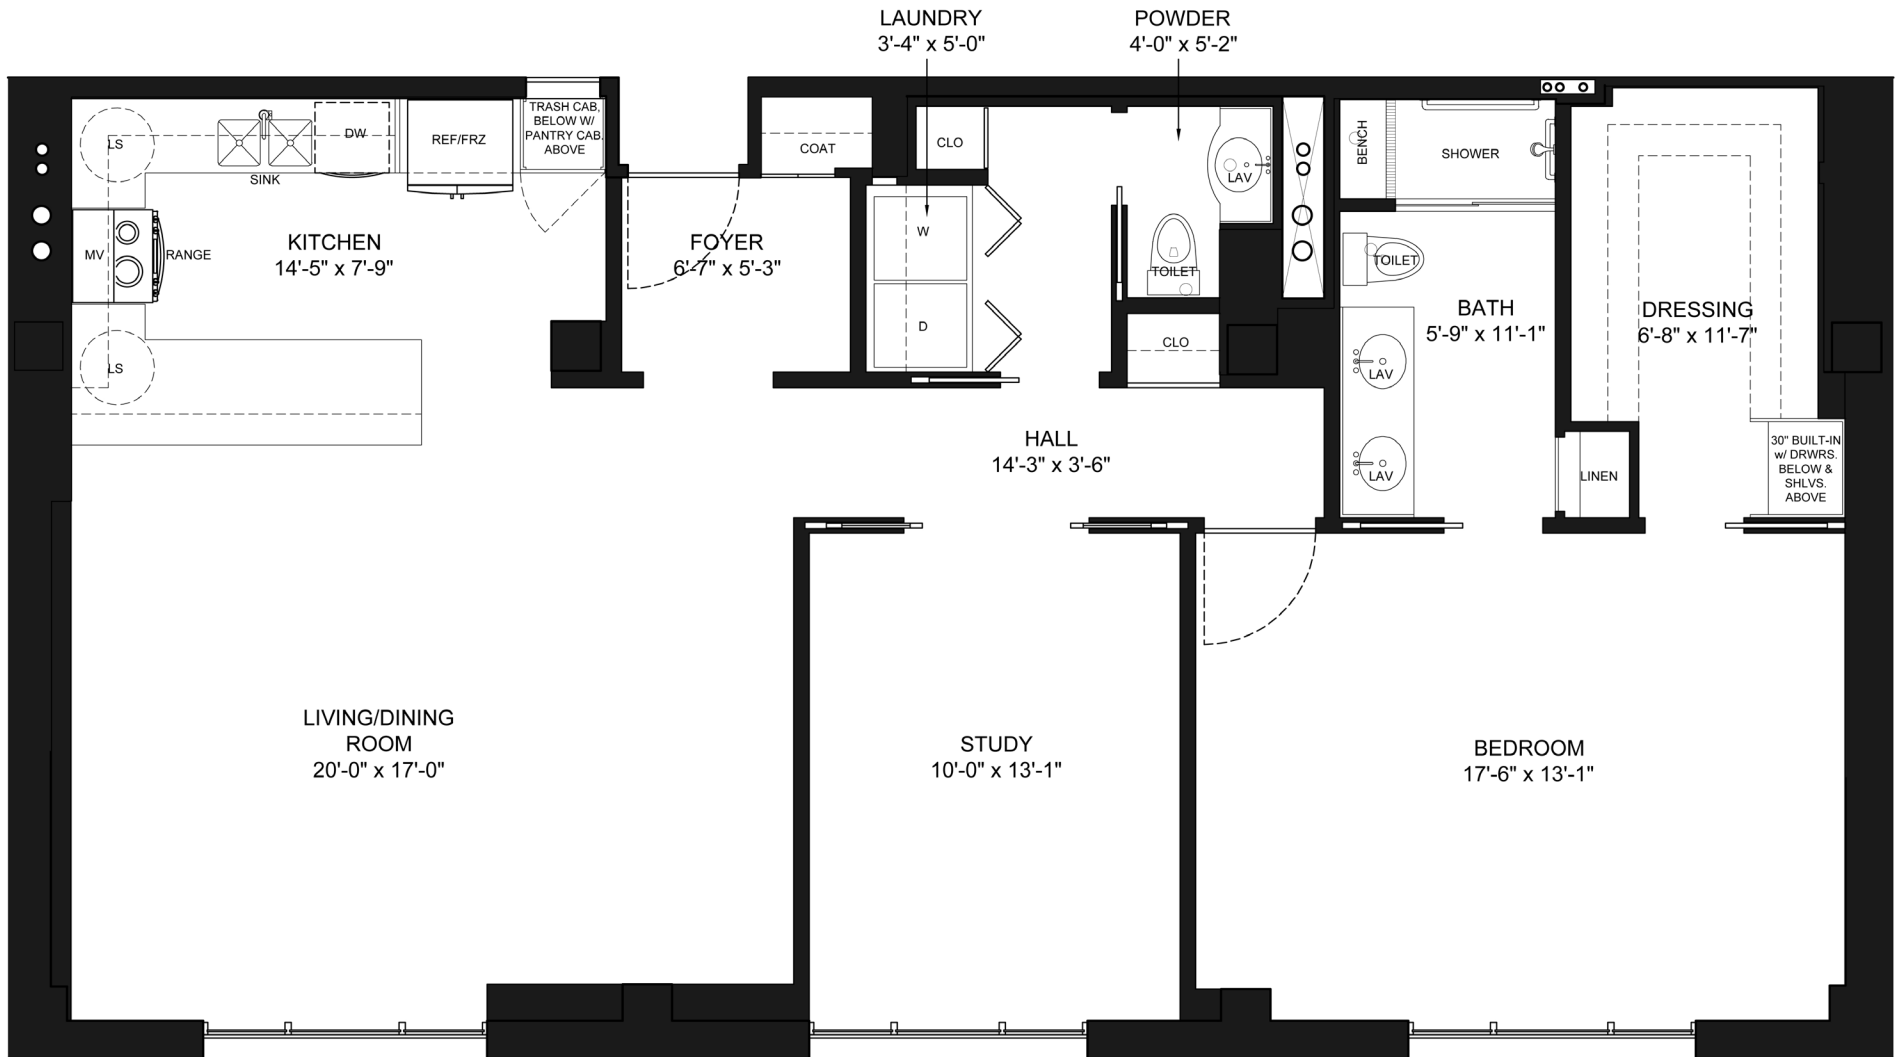 LAUNDRY
3'-4" x 5'-0"
POWDER
4'-0" x 5'-2"
LS
SINK
DW
REF/FRZ
TRASH CAB,
BELOW W/
PANTRY CAB.
ABOVE
COAT
CLO
LAV
TOILET
BENCH
SHOWER
MV
RANGE
KITCHEN
14'-5" x 7'-9"
FOYER
6'-7" x 5'-3"
W
D
TOILET
BATH
5'-9" x 11'-1"
DRESSING
6'-8" x 11'-7"
LS
CLO
LAV
LAV
HALL
14'-3" x 3'-6"
LINEN
30" BUILT-IN
w/ DRWRS.
BELOW &
SHLVS.
ABOVE
LIVING/DINING
ROOM
20'-0" x 17'-0"
STUDY
10'-0" x 13'-1"
BEDROOM
17'-6" x 13'-1"